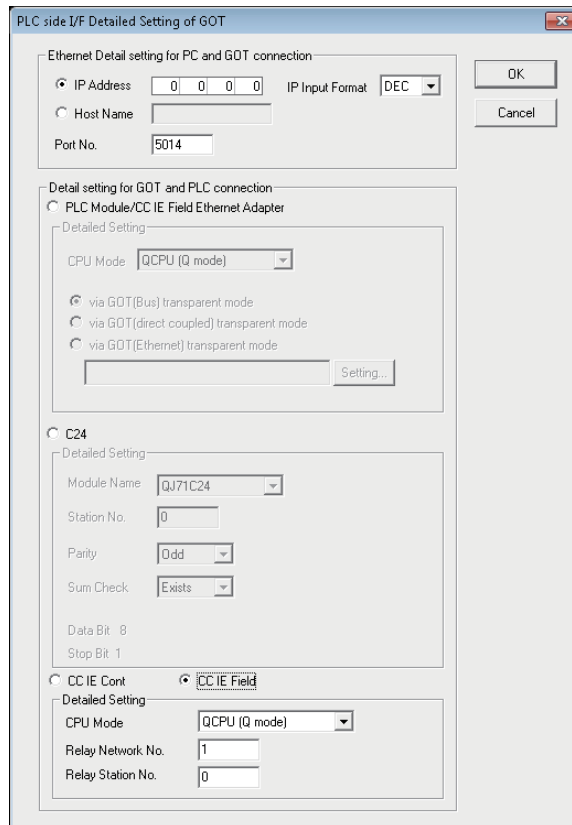 PLC side I/F Detailed Setting of GOT
Ethernet Detail setting for PC and GOT connection
IP Address 0 0 0 0 IP Input Format DEC
Host Name
Port No. 5014
OK
Cancel
Detail setting for GOT and PLC connection
PLC Module/CC IE Field Ethernet Adapter
Detailed Setting
CPU Mode QCPU (Q mode)
via GOT(Bus) transparent mode
via GOT(direct coupled) transparent mode
via GOT(Ethernet) transparent mode
Setting...
C24
Detailed Setting
Module Name QJ71C24
Station No. 0
Parity Odd
Sum Check Exists
Data Bit 8
Stop Bit 1
CC IE Cont CC IE Field
Detailed Setting
CPU Mode QCPU (Q mode)
Relay Network No. 1
Relay Station No. 0